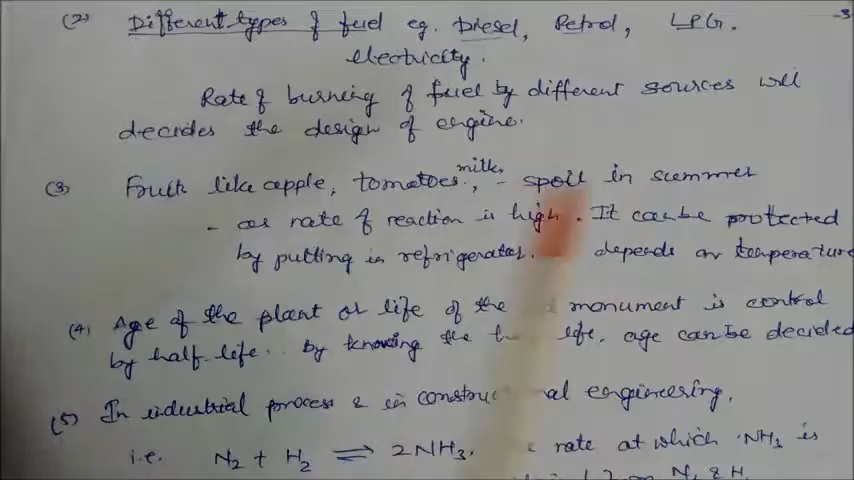 (2) Different types of fuel eg. Diesel, Petrol, LPG.
electricity.
Rate of burning of fuel by different sources will
decides the design of engine.
(3) Fruit like apple, tomatoes, milk, - spoil in summer
- as rate of reaction is high. It can be protected
by putting in refrigerator. depends on temperature
(4) Age of the plant or life of the monument is control
by half life.. By knowing the life, age can be decided
(5) In industrial process & in engineering.
i.e. N2 + H2 ⇌ 2NH3. rate at which NH3 is
on N2 & H